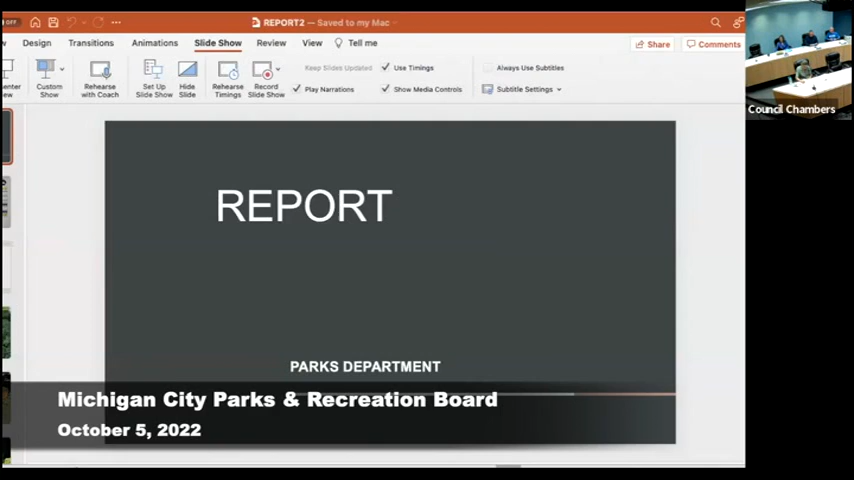 OFF
REPORT2 — Saved to my Mac
Design Transitions Animations Slide Show Review View Tell me
Share Comments
Custom
Show
Rehearse
with Coach
Set Up
Slide Show
Hide
Slide
Rehearse
Timings
Record
Slide Show
Keep Slides Updated
Use Timings
Play Narrations
Show Media Controls
Always Use Subtitles
Subtitle Settings
Council Chambers
REPORT
PARKS DEPARTMENT
Michigan City Parks & Recreation Board
October 5, 2022